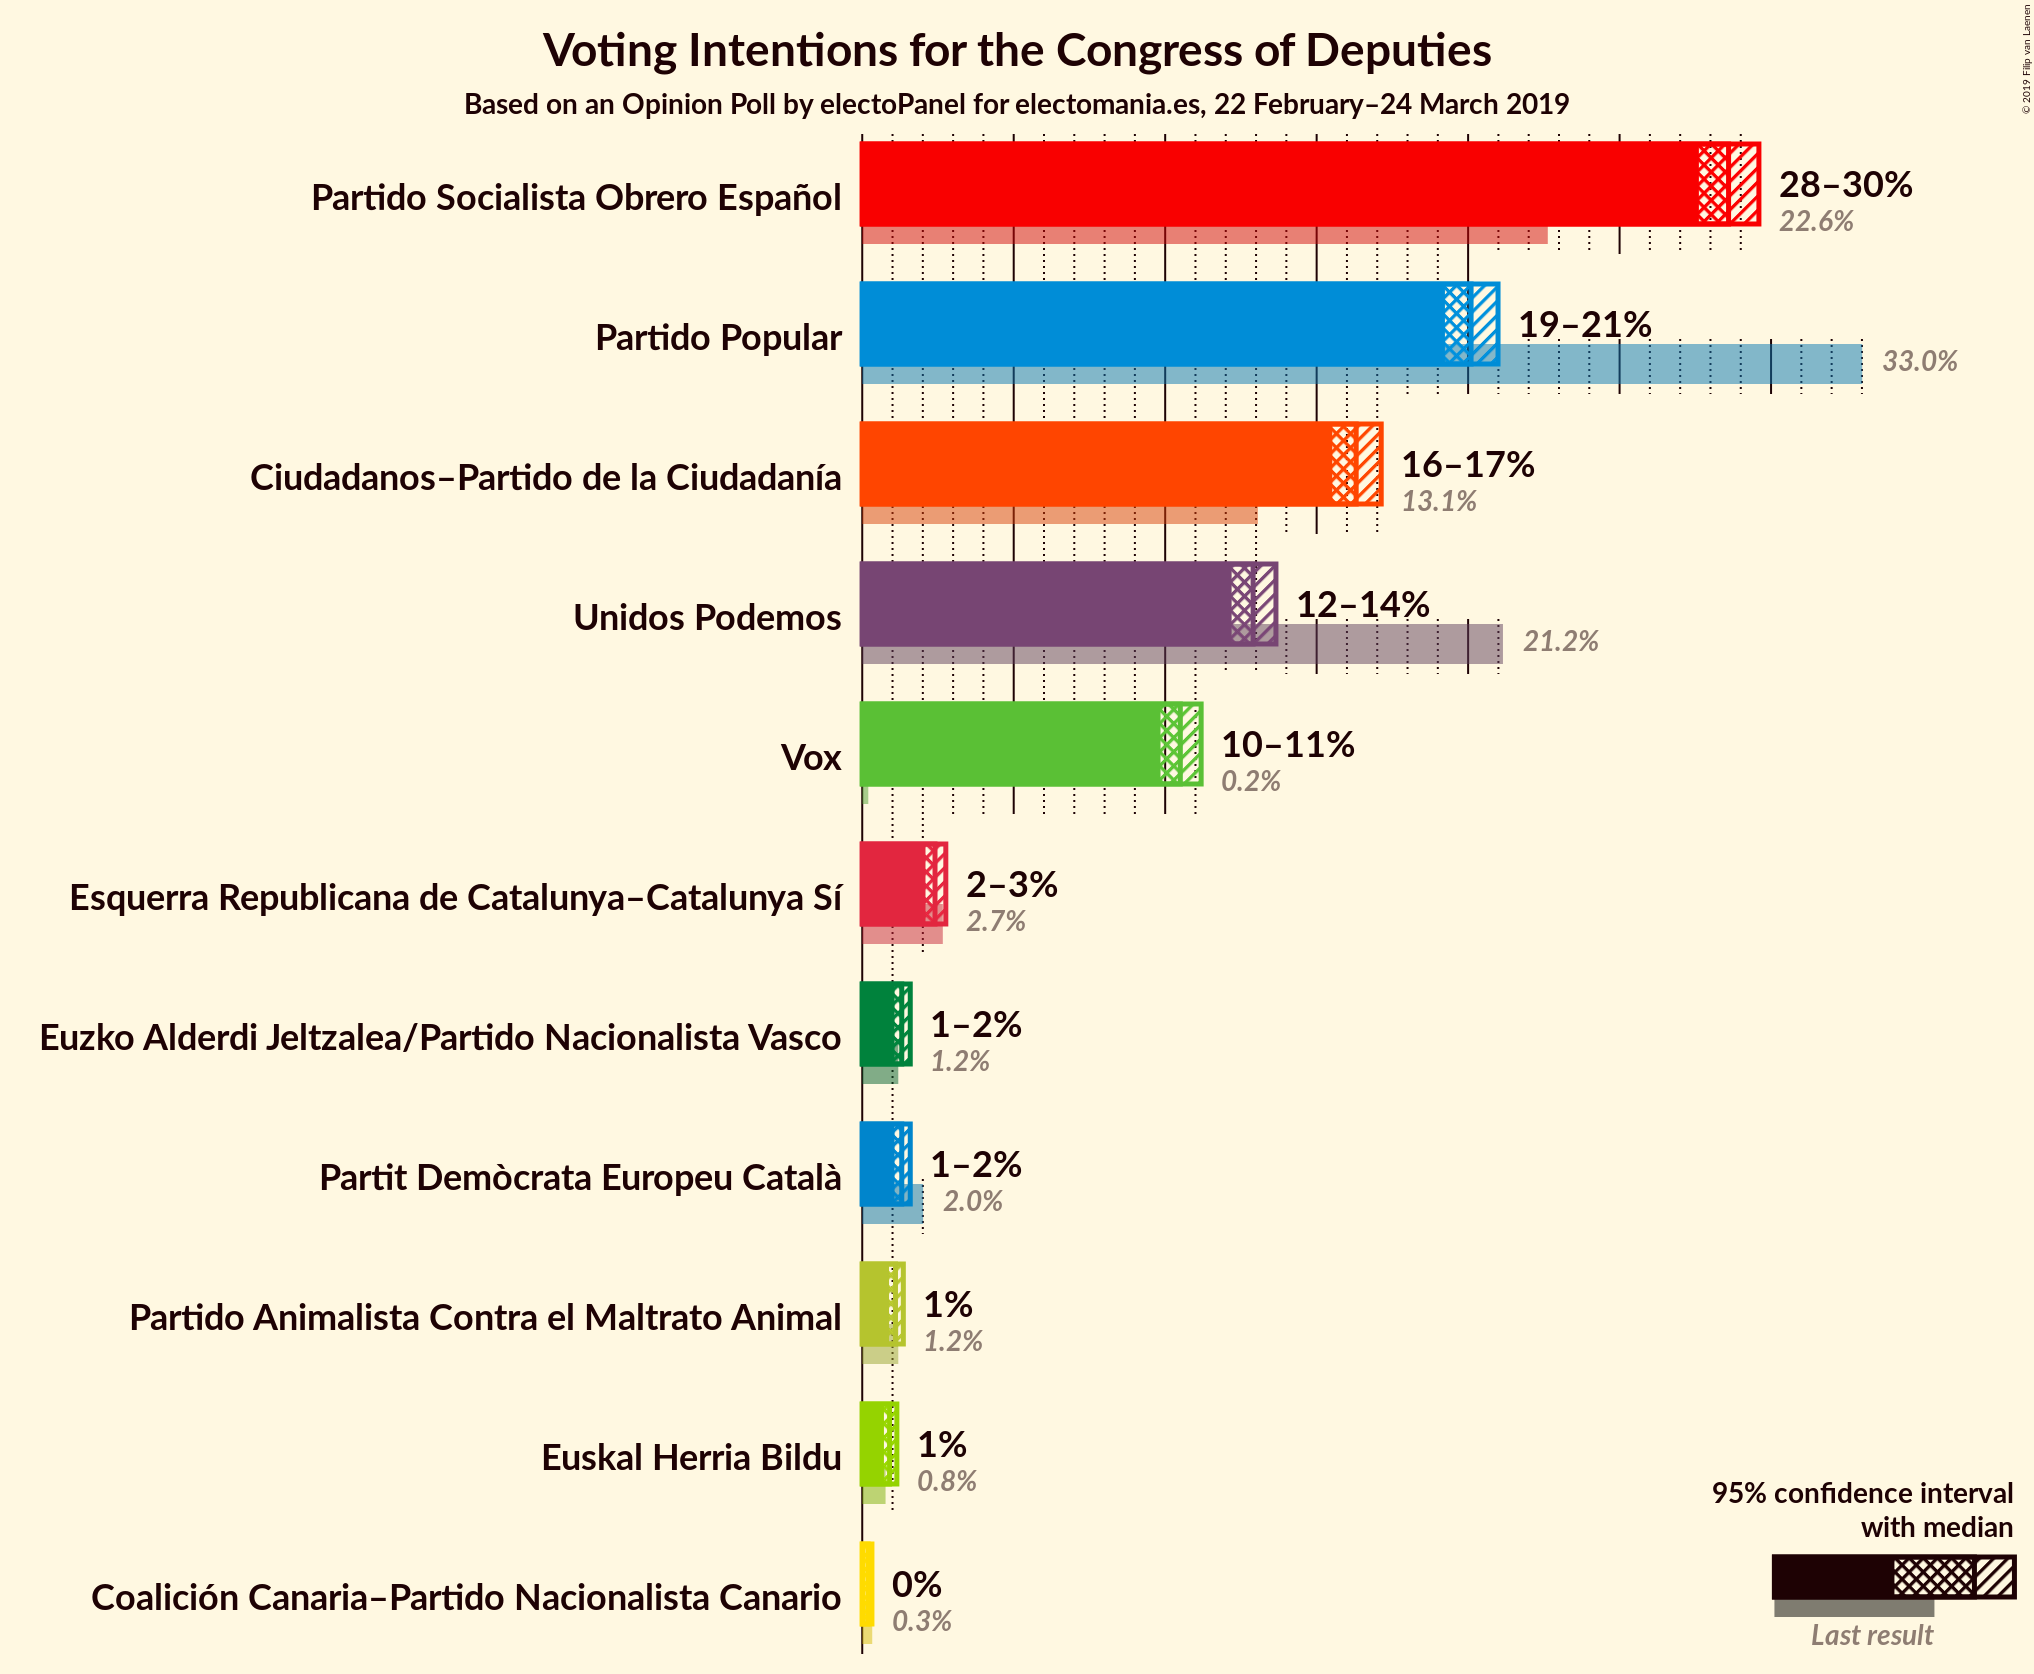 Voting Intentions for the Congress of Deputies
Based on an Opinion Poll by electoPanel for electomania.es, 22 February–24 March 2019
© 2019 Filip van Laenen
Partido Socialista Obrero Español
28–30%
22.6%
Partido Popular
19–21%
33.0%
Ciudadanos–Partido de la Ciudadanía
16–17%
13.1%
Unidos Podemos
12–14%
21.2%
Vox
10–11%
0.2%
Esquerra Republicana de Catalunya–Catalunya Sí
2–3%
2.7%
Euzko Alderdi Jeltzalea/Partido Nacionalista Vasco
1–2%
1.2%
Partit Demòcrata Europeu Català
1–2%
2.0%
Partido Animalista Contra el Maltrato Animal
1%
1.2%
Euskal Herria Bildu
1%
0.8%
Coalición Canaria–Partido Nacionalista Canario
0%
0.3%
95% confidence interval
with median
Last result